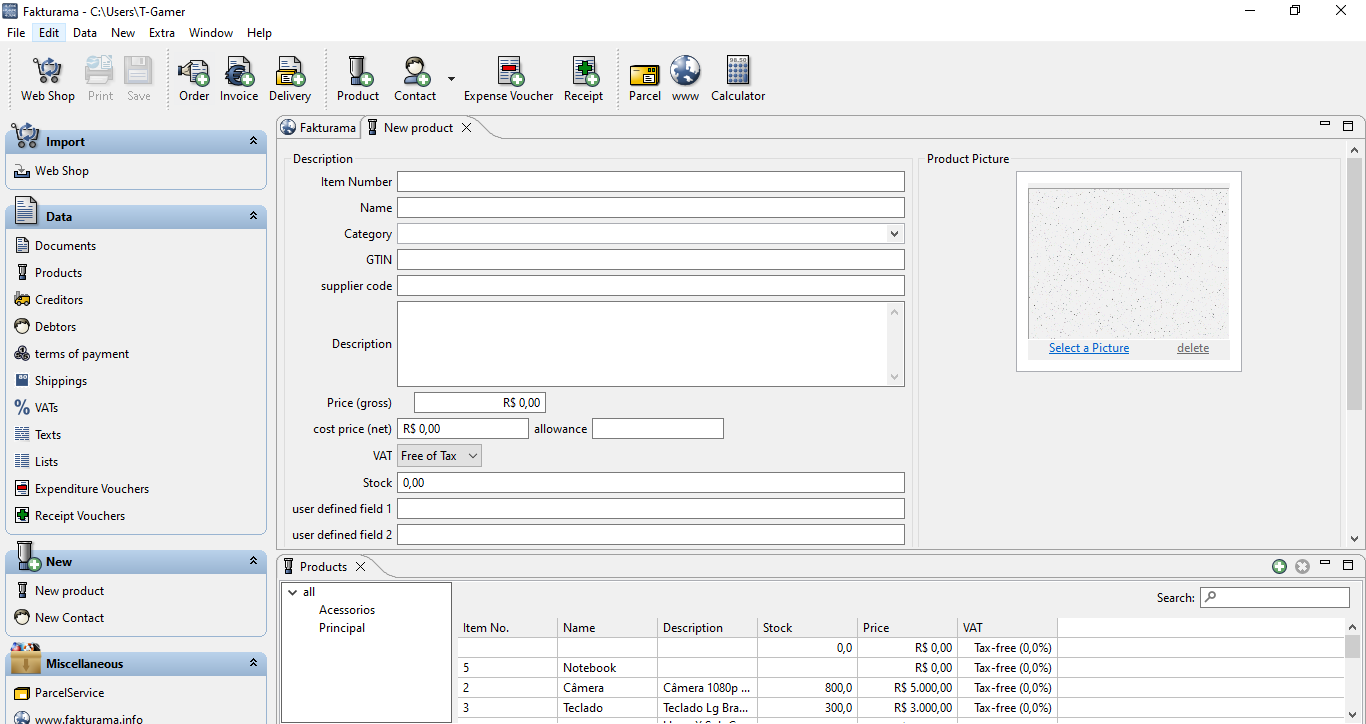 Fakturama - C:\Users\T-Gamer
File Edit Data New Extra Window Help
Web Shop Print Save Order Invoice Delivery Product Contact Expense Voucher Receipt Parcel www Calculator
98.50
Import
Web Shop
Data
Documents
Products
Creditors
Debtors
terms of payment
Shippings
VATs
Texts
Lists
Expenditure Vouchers
Receipt Vouchers
New
New product
New Contact
Miscellaneous
ParcelService
www.fakturama.info
Fakturama New product
Description
Item Number
Name
Category
GTIN
supplier code
Description
Price (gross) R$ 0,00
cost price (net) R$ 0,00 allowance
VAT Free of Tax
Stock 0,00
user defined field 1
user defined field 2
Product Picture
Select a Picture delete
Products
all
Acessorios
Principal
Search:
Item No. Name Description Stock Price VAT
0,0 R$ 0,00 Tax-free (0,0%)
5 Notebook R$ 0,00 Tax-free (0,0%)
2 Câmera Câmera 1080p ... 800,0 R$ 5.000,00 Tax-free (0,0%)
3 Teclado Teclado Lg Bra... 300,0 R$ 3.000,00 Tax-free (0,0%)